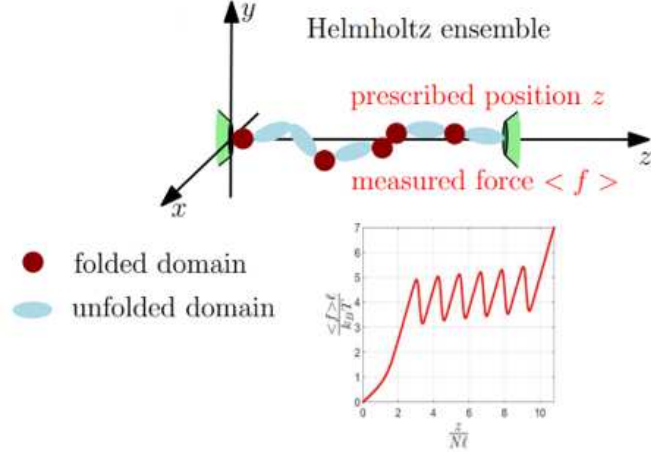 y
Helmholtz ensemble
prescribed position z
z
measured force < f >
x
folded domain
unfolded domain
<f>ℓ
k_BT
7
6
5
4
3
2
1
0
0 2 4 6 8 10
z
Nℓ